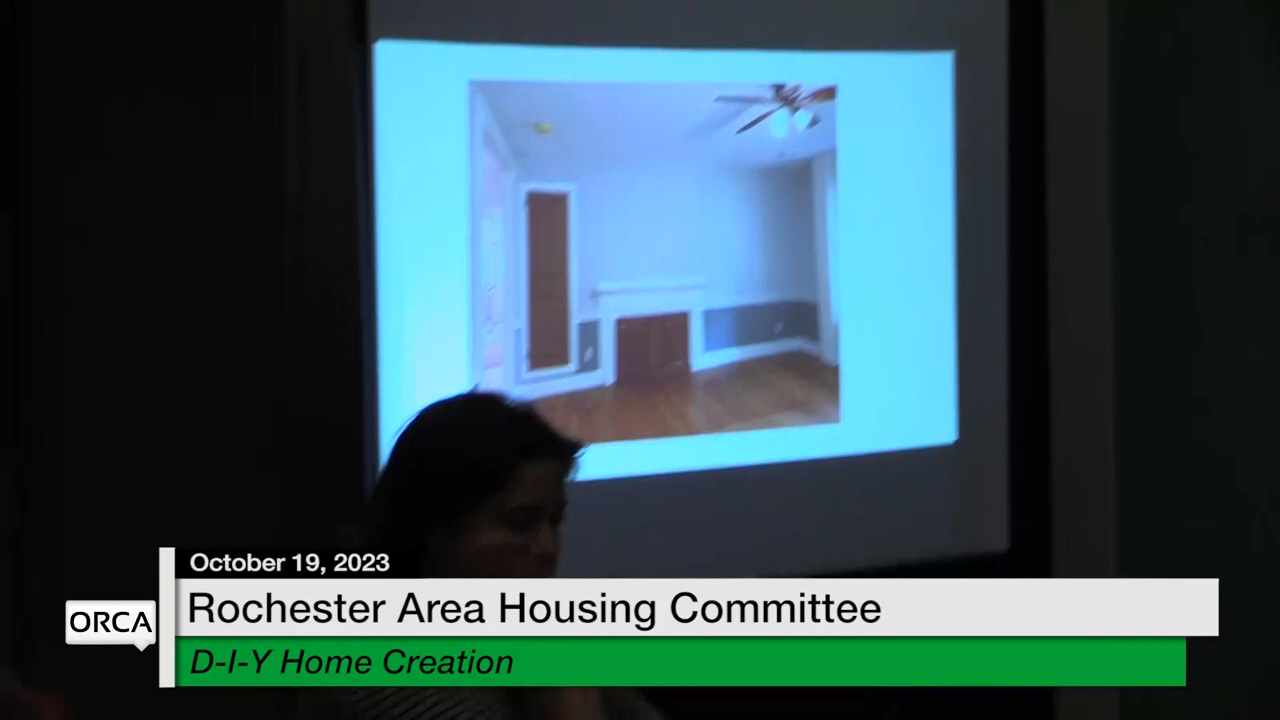 October 19, 2023
Rochester Area Housing Committee
ORCA
D-I-Y Home Creation